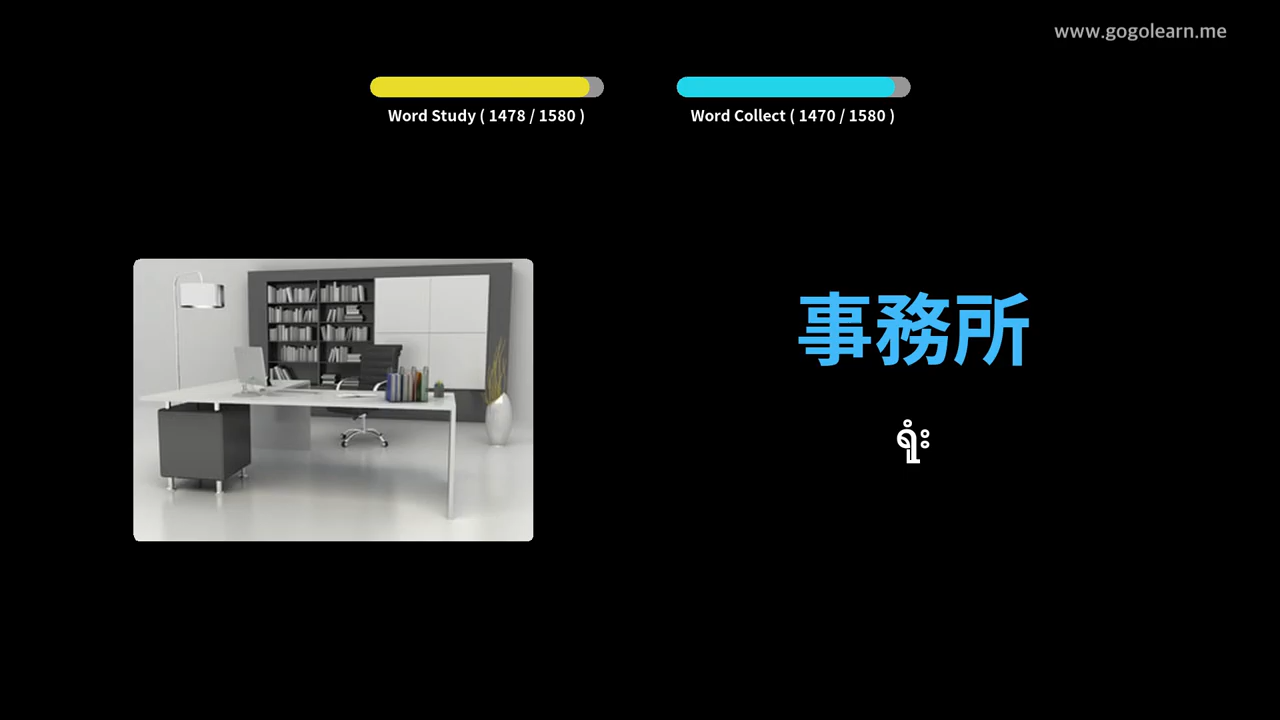 www.gogolearn.me
Word Study ( 1478 / 1580 )
Word Collect ( 1470 / 1580 )
事務所
ရုံး